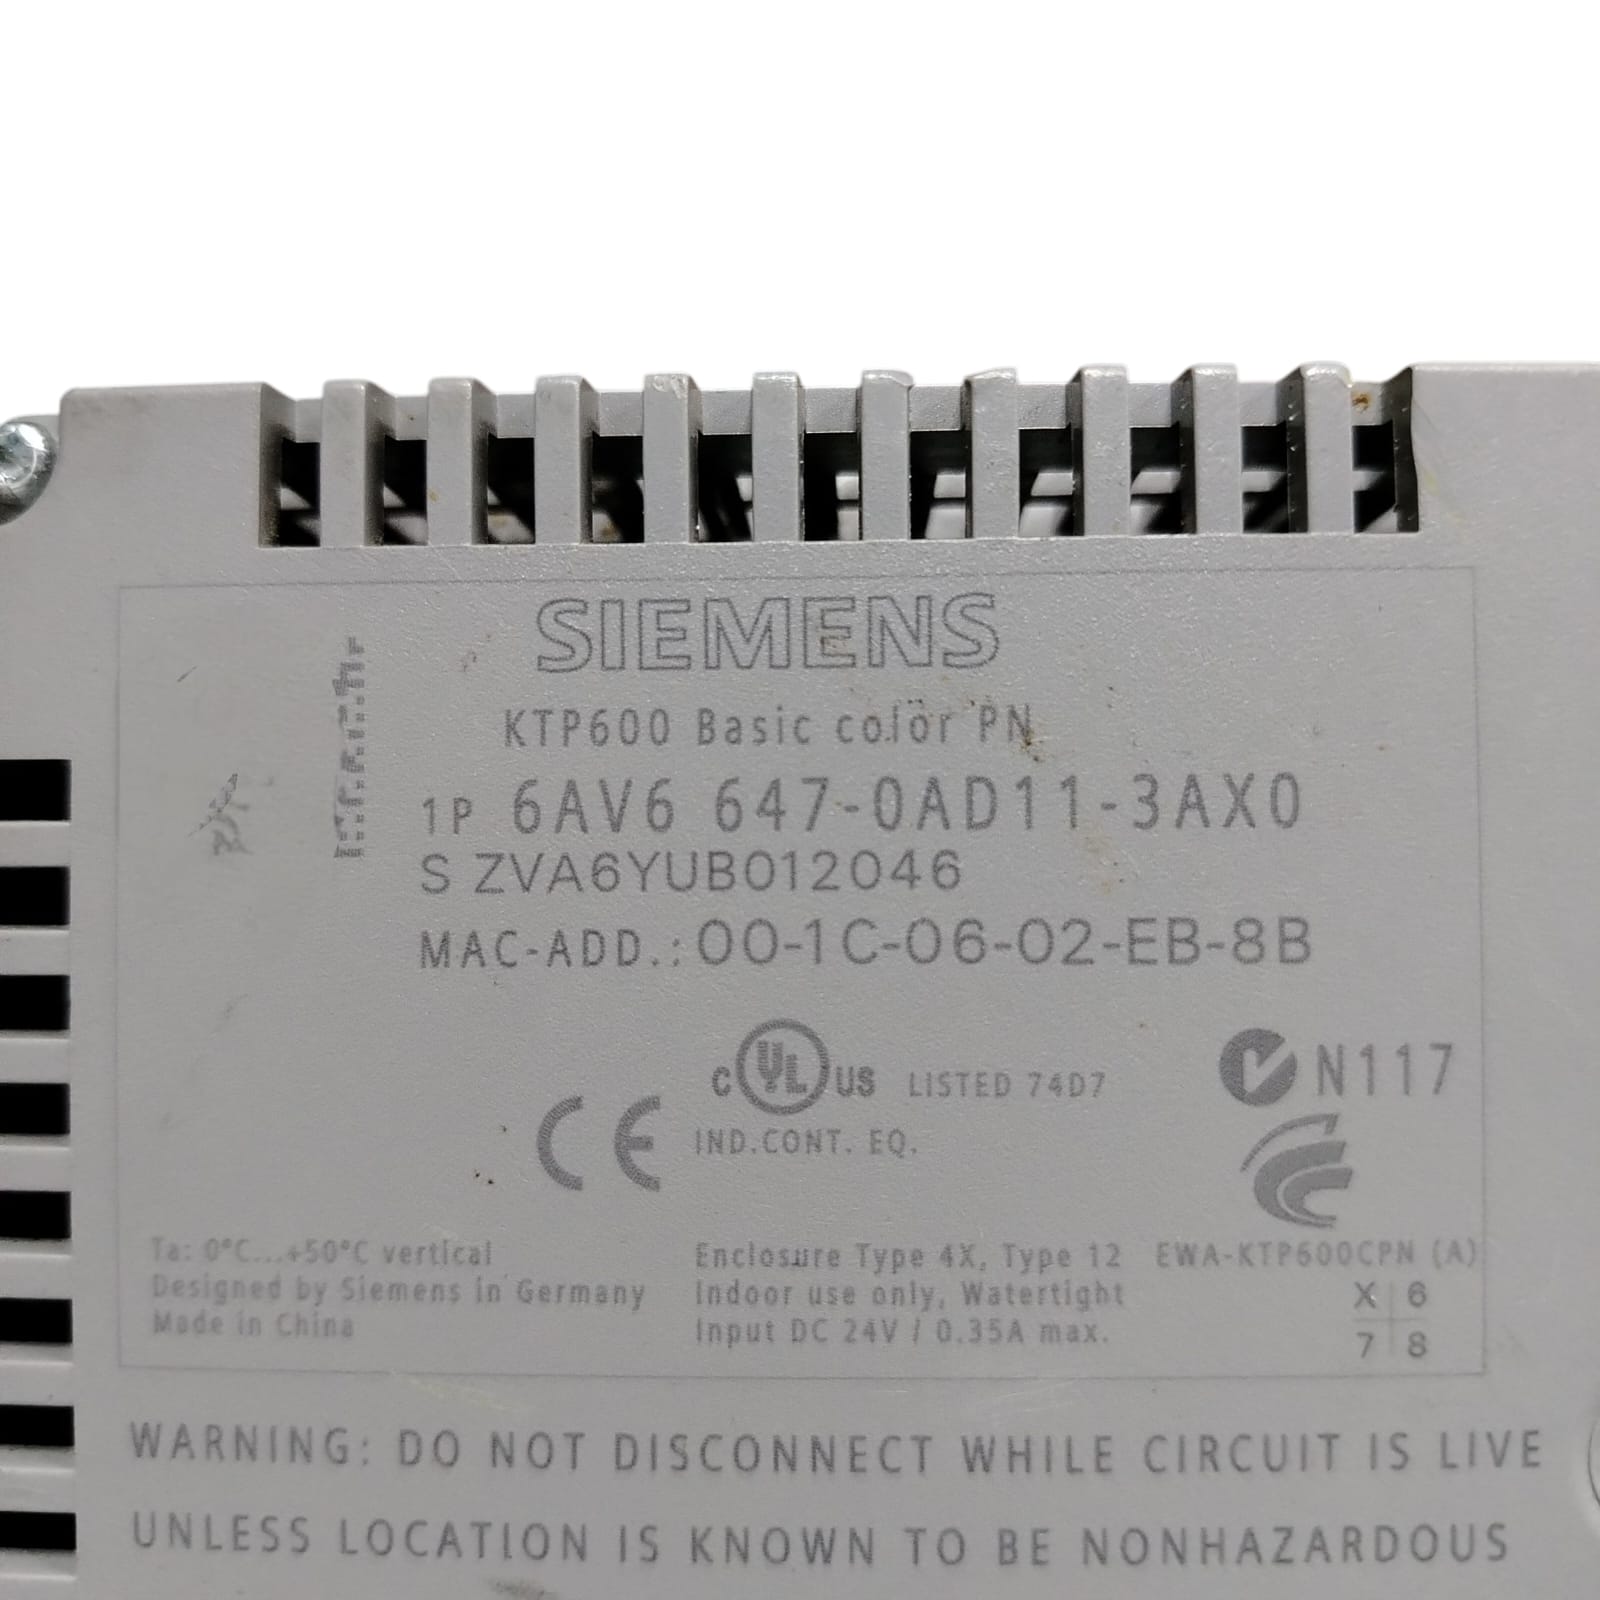 SIEMENS
KTP600 Basic color PN
1P 6AV6 647-0AD11-3AX0
S ZVA6YUB012046
MAC-ADD.: 00-1C-06-02-EB-8B
C UL US LISTED 74D7
N117
CE
IND.CONT. EQ.
Ta: 0°C...+50°C vertical
Designed by Siemens in Germany
Made in China
Enclosure Type 4X, Type 12
Indoor use only, Watertight
Input DC 24V / 0.35A max.
EWA-KTP600CPN (A)
X 6
7 8
WARNING: DO NOT DISCONNECT WHILE CIRCUIT IS LIVE
UNLESS LOCATION IS KNOWN TO BE NONHAZARDOUS